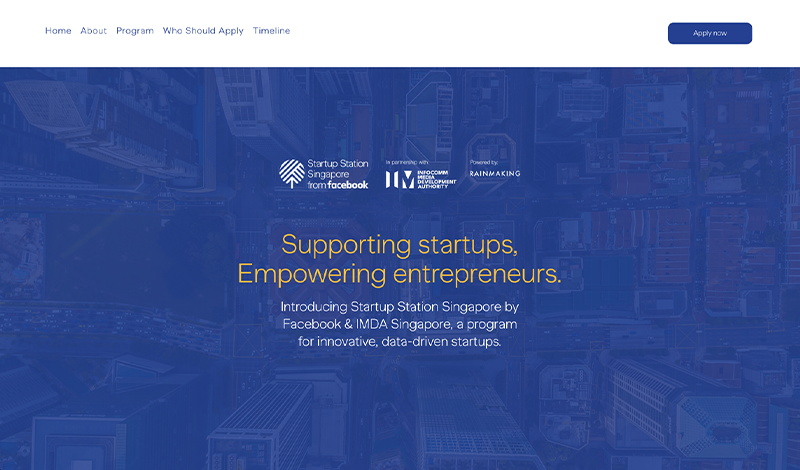 Home About Program Who Should Apply Timeline
Apply now
Startup Station
Singapore
from facebook
In partnership with:
INFOCOMM
MEDIA
DEVELOPMENT
AUTHORITY
Powered by:
RAINMAKING
Supporting startups,
Empowering entrepreneurs.
Introducing Startup Station Singapore by
Facebook & IMDA Singapore, a program
for innovative, data-driven startups.